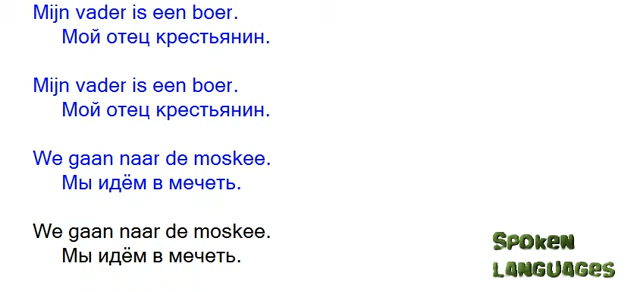 Mijn vader is een boer.
Мой отец крестьянин.
Mijn vader is een boer.
Мой отец крестьянин.
We gaan naar de moskee.
Мы идём в мечеть.
We gaan naar de moskee.
Мы идём в мечеть.
Spoken
Languages